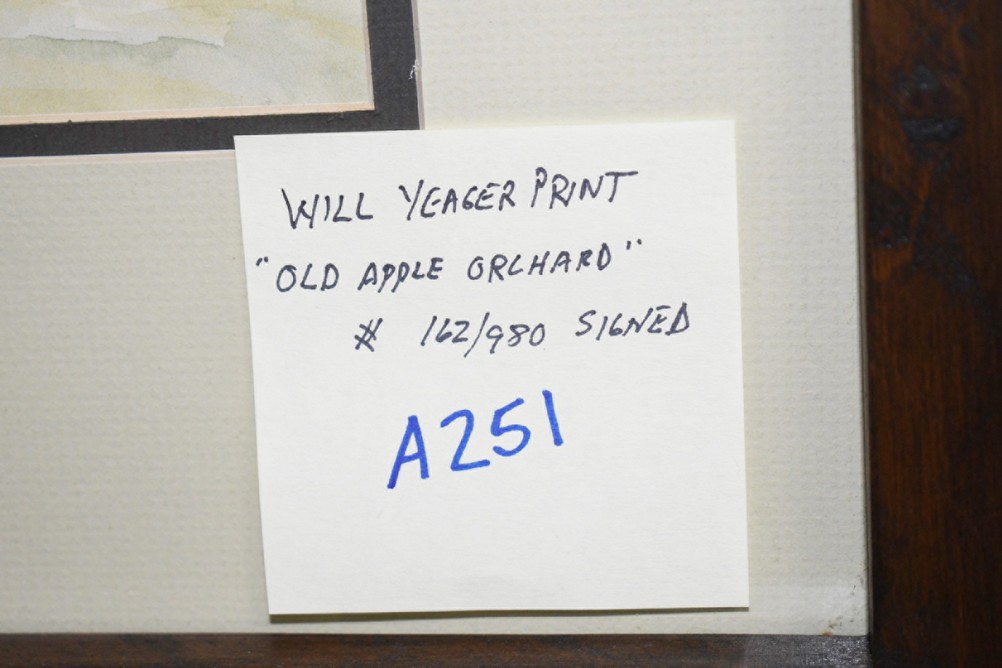 WILL YEAGER PRINT
"OLD APPLE ORCHARD"
# 162/980 SIGNED
A251